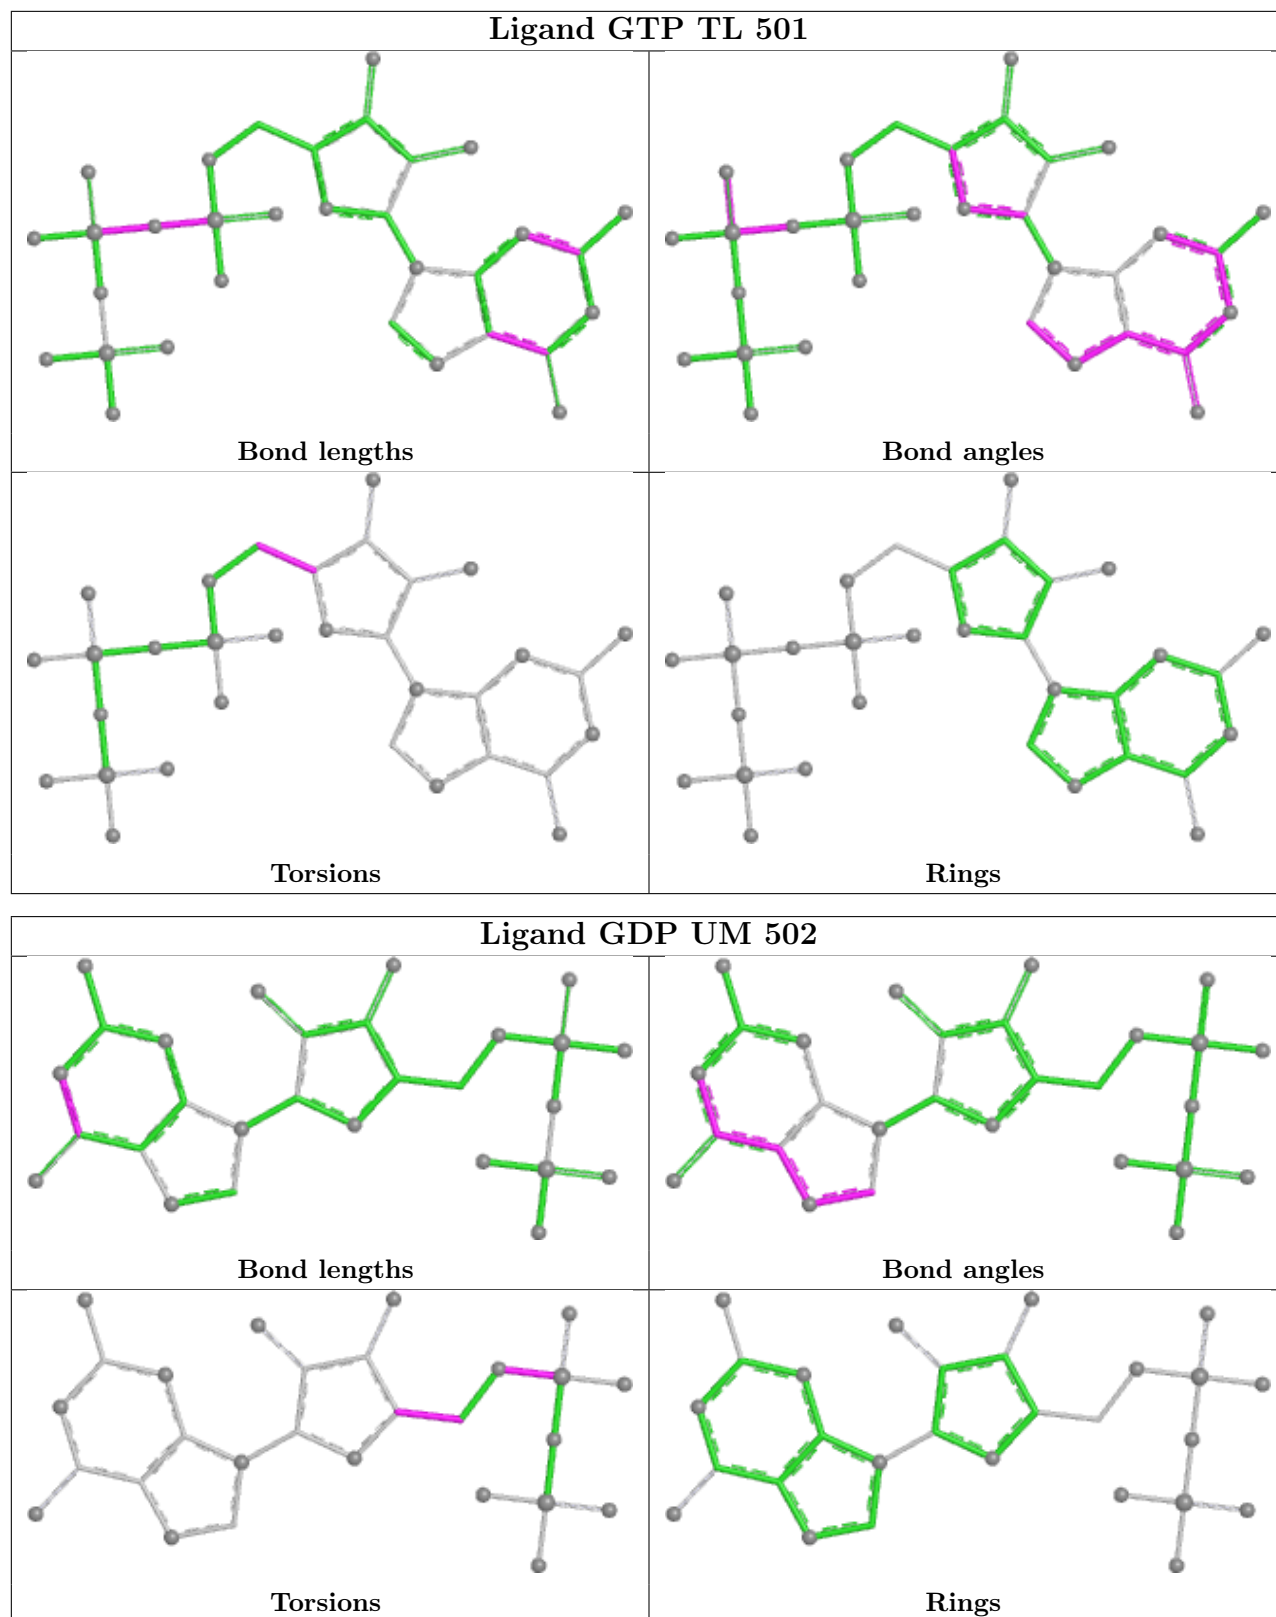 Ligand GTP TL 501
Bond lengths
Bond angles
Torsions
Rings
Ligand GDP UM 502
Bond lengths
Bond angles
Torsions
Rings